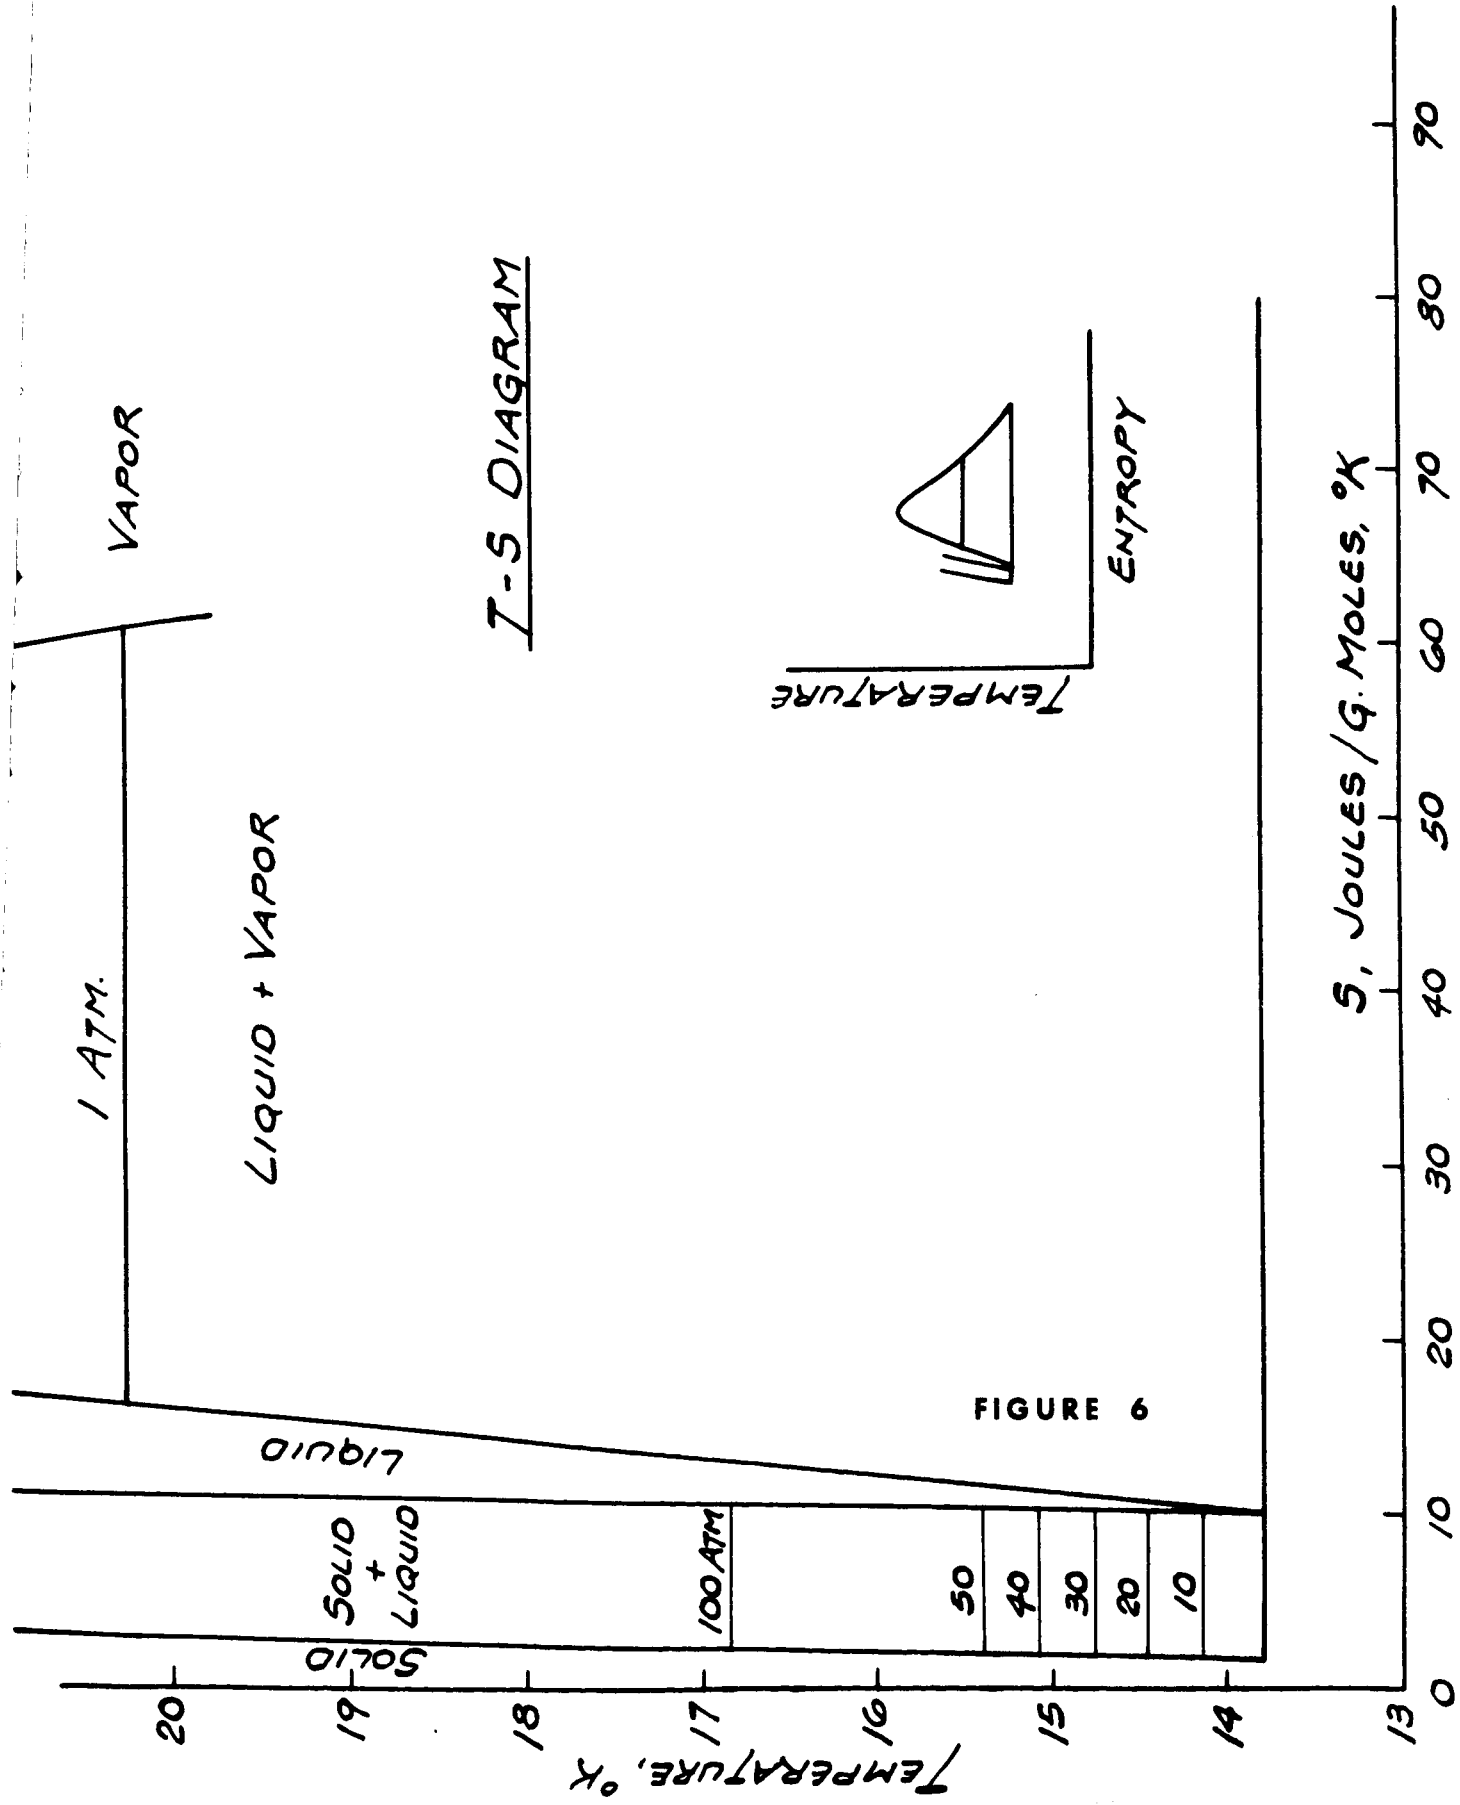 T-S DIAGRAM
VAPOR
1 ATM.
LIQUID + VAPOR
LIQUID
SOLID
+
LIQUID
SOLID
100 ATM
50
40
30
20
10
TEMPERATURE
ENTROPY
TEMPERATURE, °K
20
19
18
17
16
15
14
13
0
10
20
30
40
50
60
70
80
90
S, JOULES/G. MOLES, °K
FIGURE 6